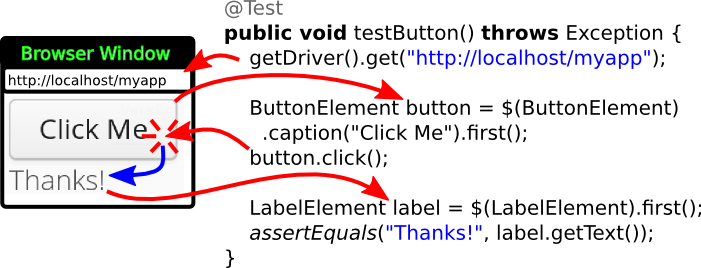 @Test
public void testButton() throws Exception {
getDriver().get("http://localhost/myapp");
ButtonElement button = $(ButtonElement)
.caption("Click Me").first();
button.click();
LabelElement label = $(LabelElement).first();
assertEquals("Thanks!", label.getText());
}
Browser Window
http://localhost/myapp
Click Me
Thanks!